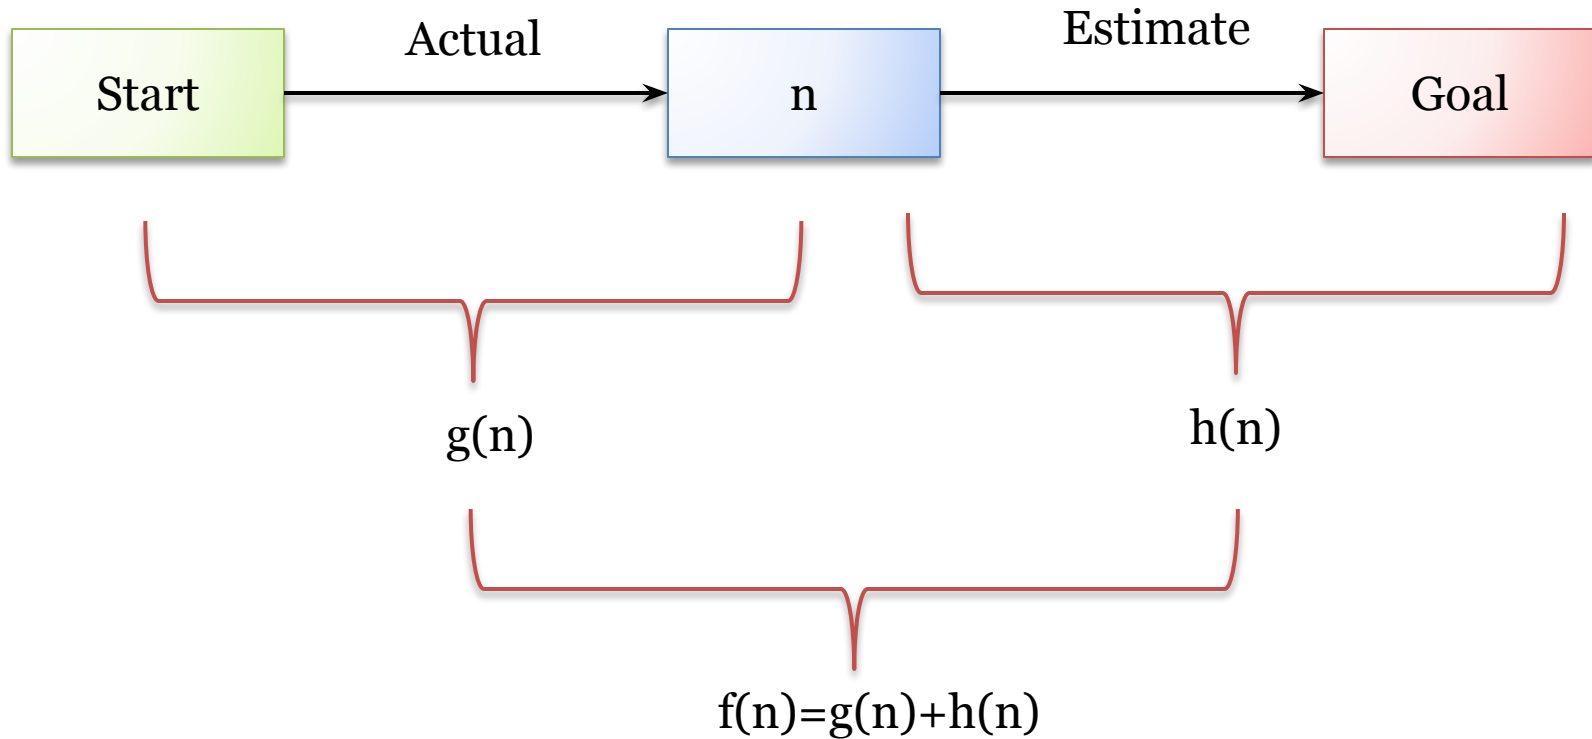 Actual
Estimate
Start
n
Goal
g(n)
h(n)
f(n)=g(n)+h(n)